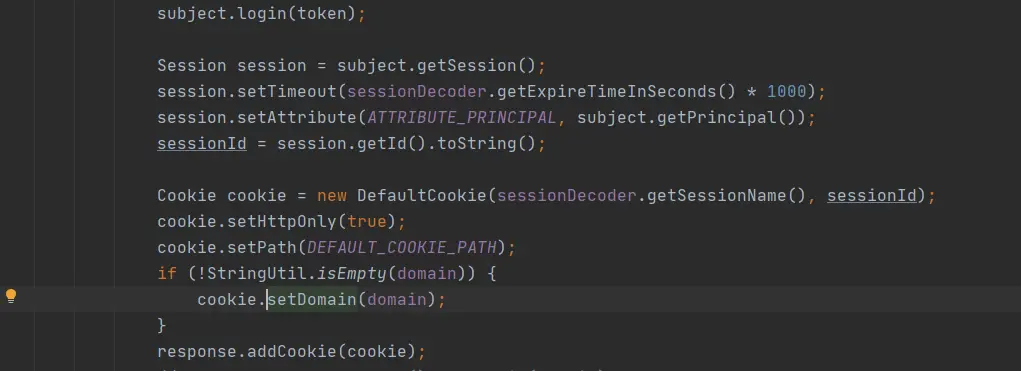 subject.login(token);
Session session = subject.getSession();
session.setTimeout(sessionDecoder.getExpireTimeInSeconds() * 1000);
session.setAttribute(ATTRIBUTE_PRINCIPAL, subject.getPrincipal());
sessionId = session.getId().toString();
Cookie cookie = new DefaultCookie(sessionDecoder.getSessionName(), sessionId);
cookie.setHttpOnly(true);
cookie.setPath(DEFAULT_COOKIE_PATH);
if (!StringUtil.isEmpty(domain)) {
cookie.setDomain(domain);
}
response.addCookie(cookie);